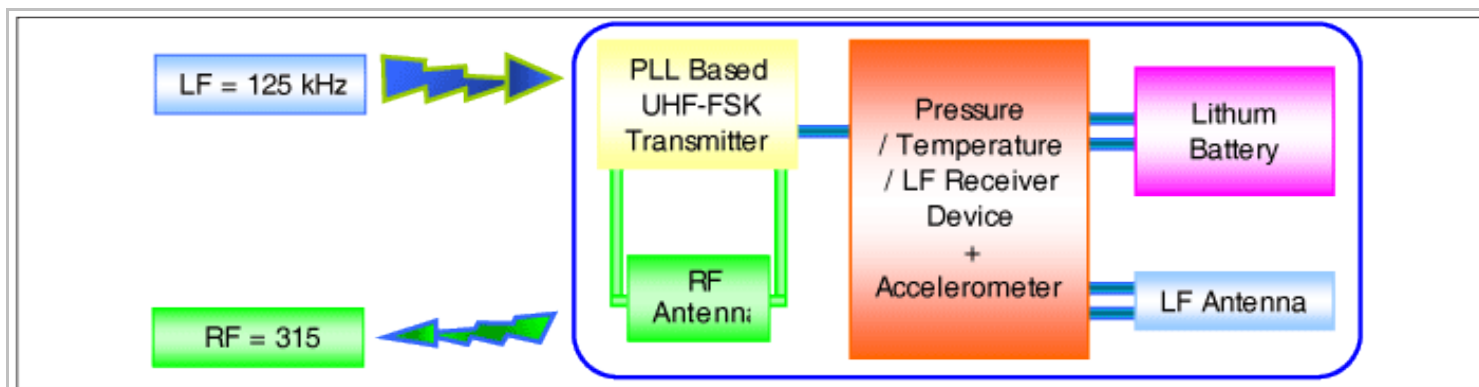 LF = 125 kHz
PLL Based
UHF-FSK
Transmitter
Pressure
/ Temperature
/ LF Receiver
Device
+
Accelerometer
Lithum
Battery
RF
Antenna
LF Antenna
RF = 315